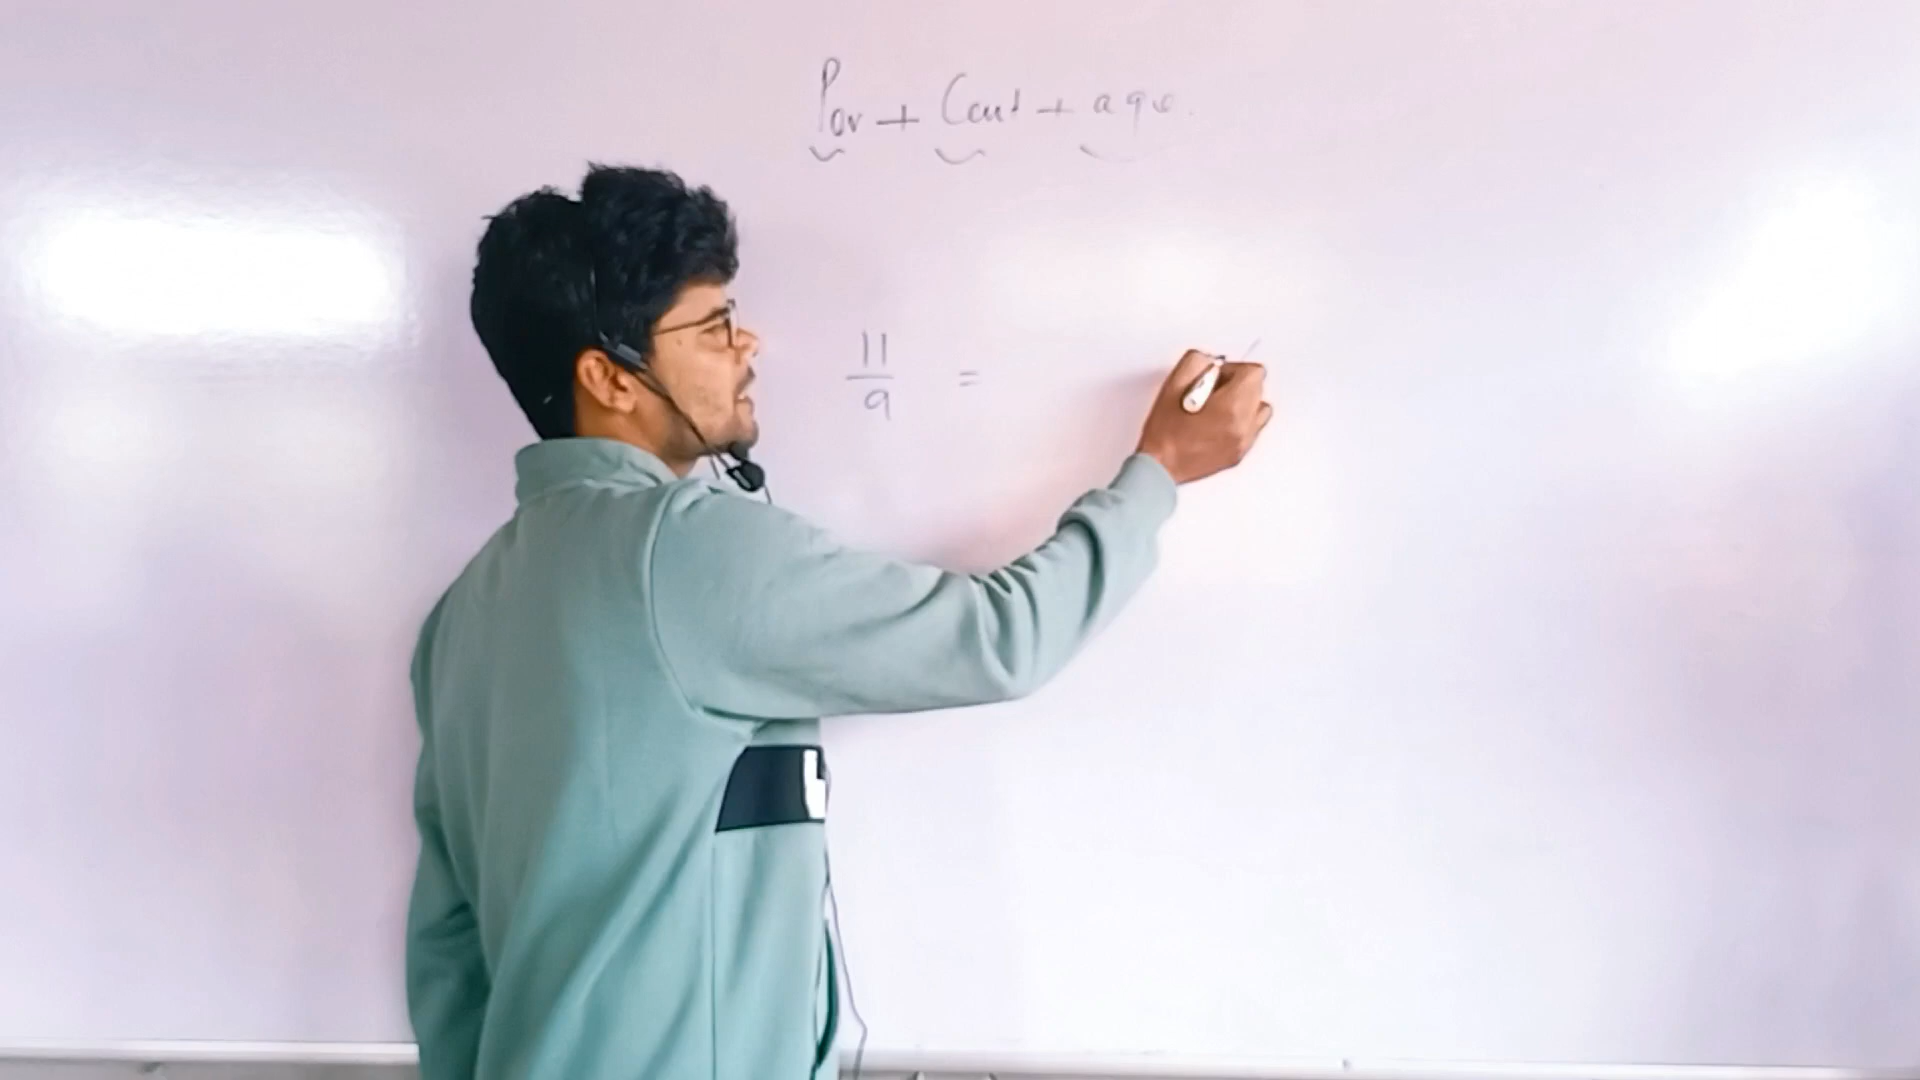 Per + Cent + age.
11/9 =